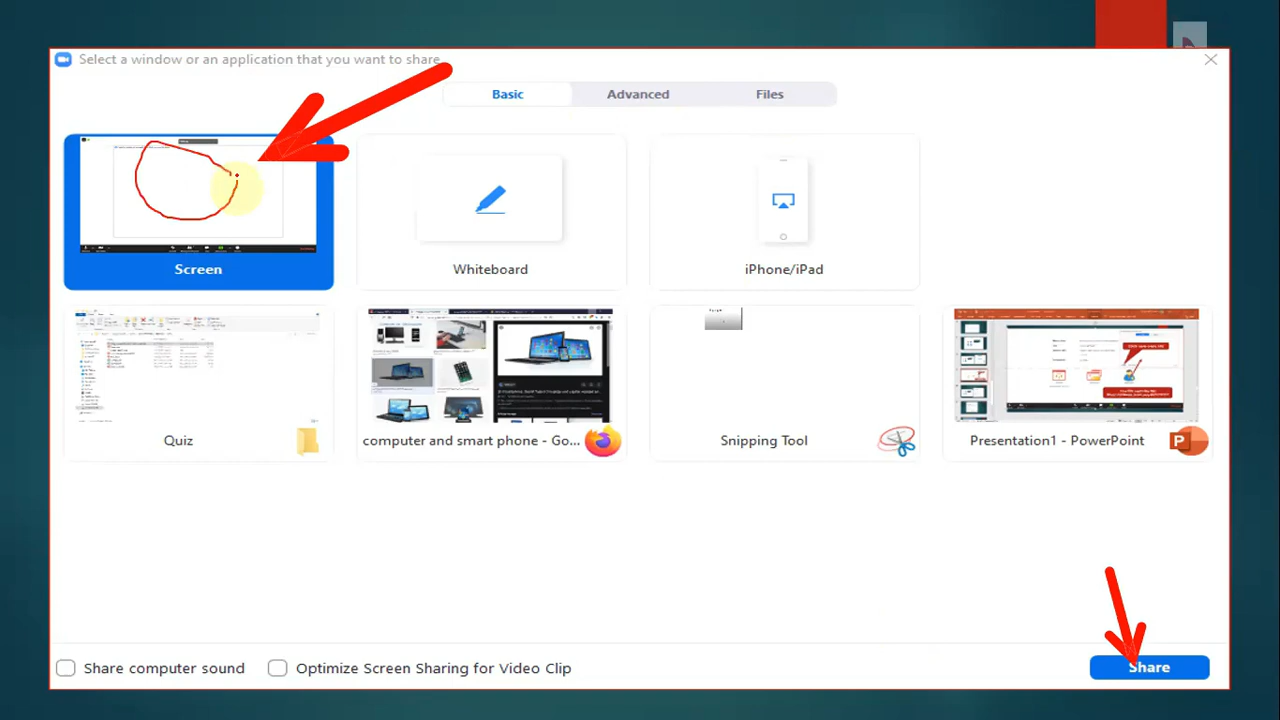 Select a window or an application that you want to share
Basic
Advanced
Files
Screen
Whiteboard
iPhone/iPad
Quiz
computer and smart phone - Go...
Snipping Tool
Presentation1 - PowerPoint
P
Share computer sound
Optimize Screen Sharing for Video Clip
Share